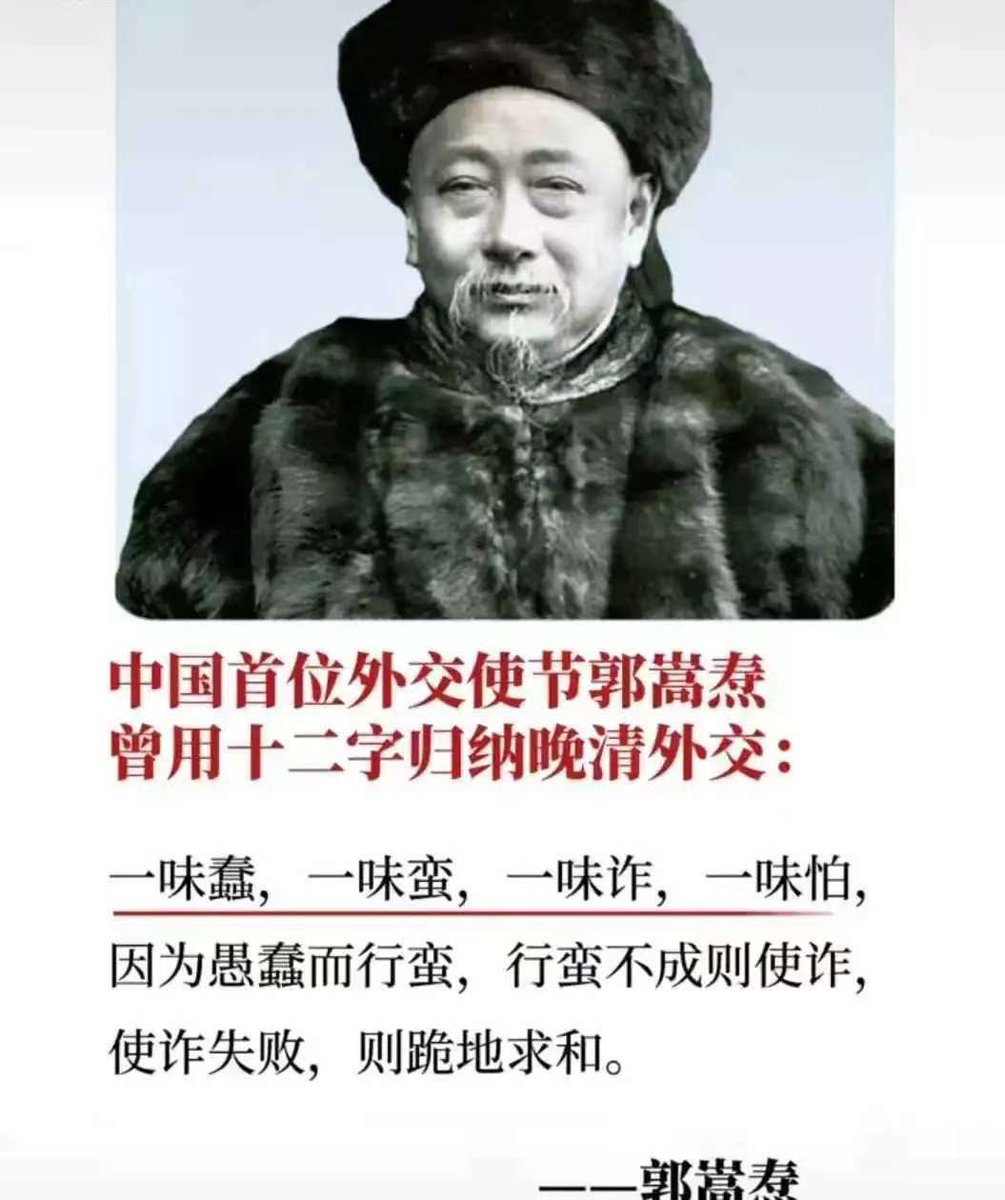 中国首位外交使节郭嵩焘
曾用十二字归纳晚清外交：
一味蠢，一味蛮，一味诈，一味怕，
因为愚蠢而行蛮，行蛮不成则使诈，
使诈失败，则跪地求和。
——郭嵩焘